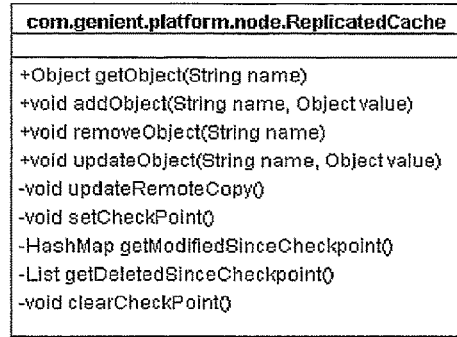 com.genient.platform.node.ReplicatedCache
+Object getObject(String name)
+void addObject(String name, Object value)
+void removeObject(String name)
+void updateObject(String name, Object value)
-void updateRemoteCopy()
-void setCheckPoint()
-HashMap getModifiedSinceCheckpoint()
-List getDeletedSinceCheckpoint()
-void clearCheckPoint()